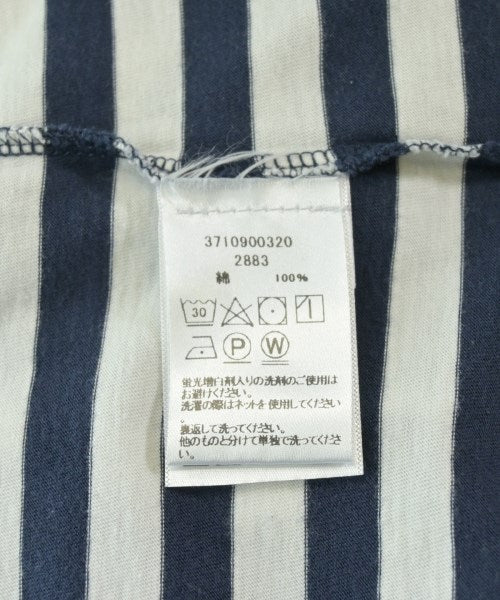 3710900320
2883
綿 100%
30
P W
蛍光増白剤入りの洗剤のご使用は
お避けください。
洗濯の際はネットを使用してください
。
裏返して洗ってください。
他のものと分けて単独で洗ってくださ
い。